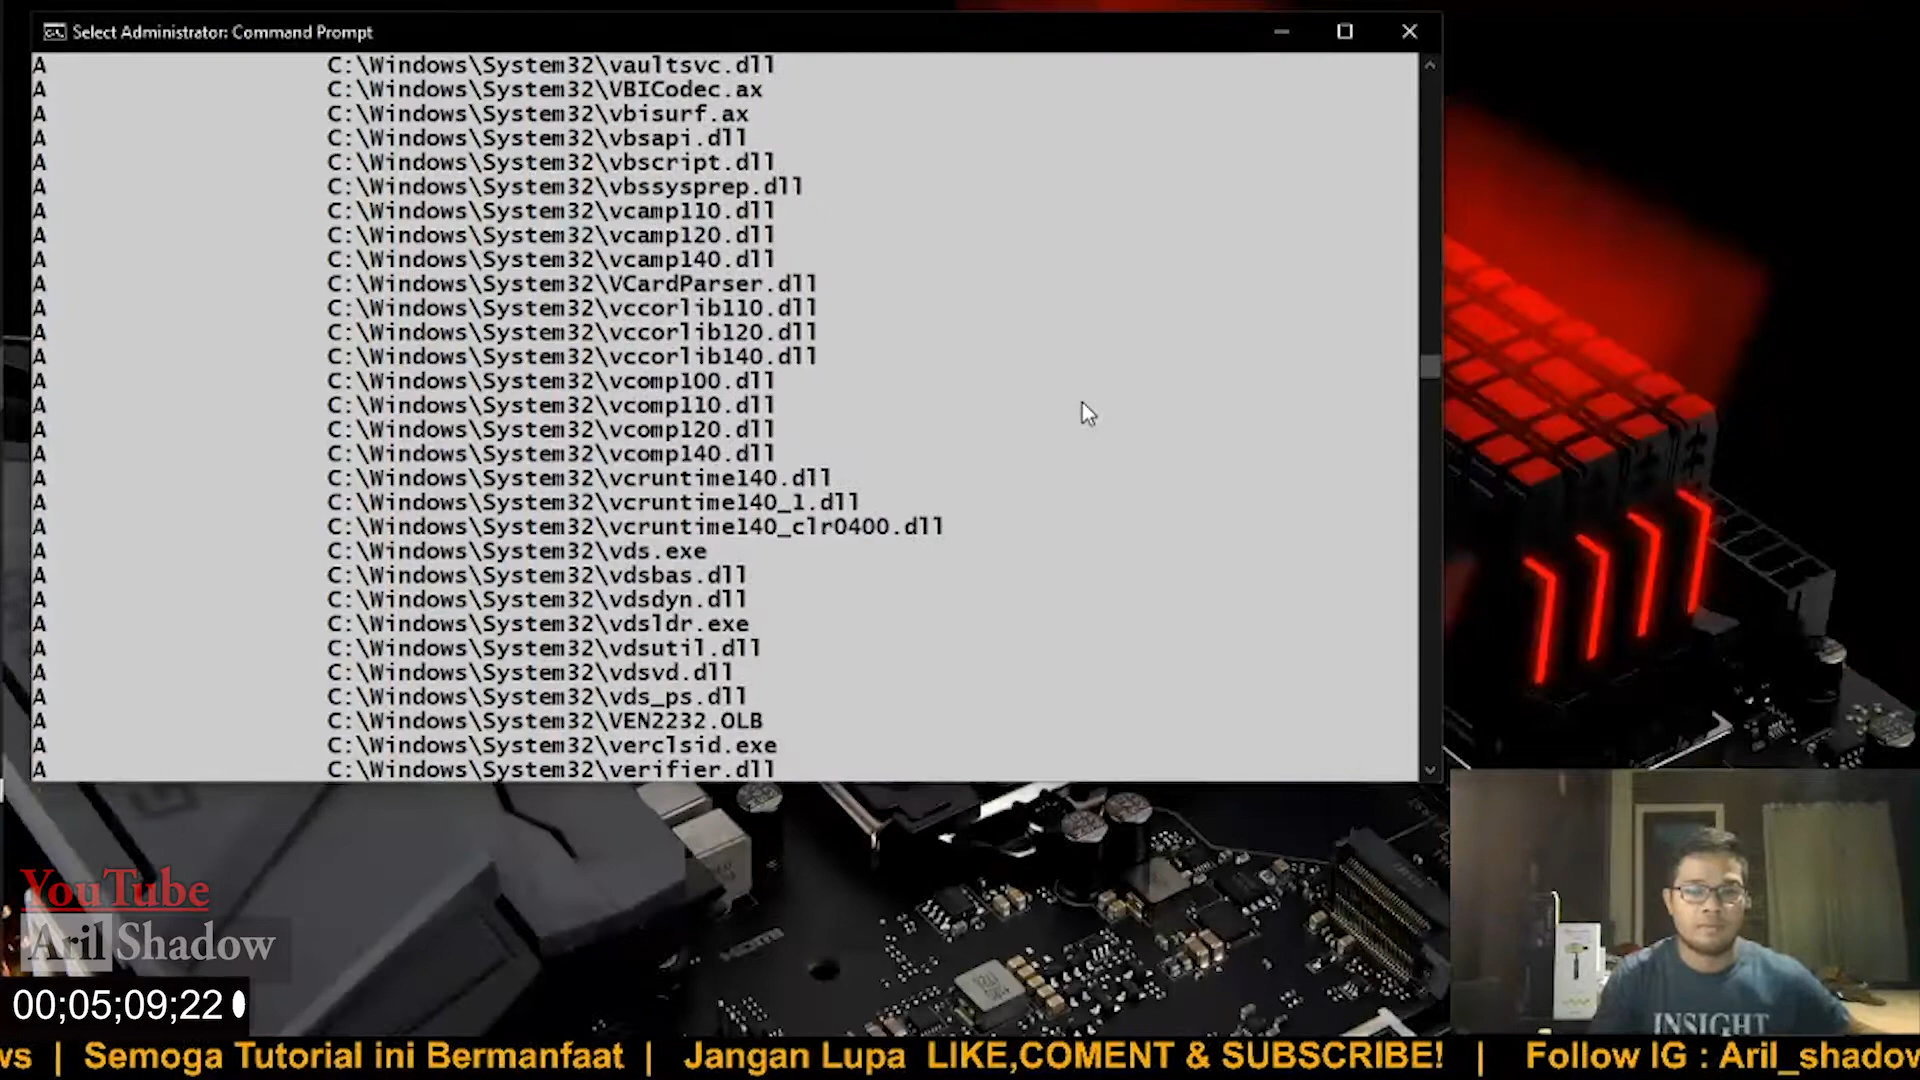 Select Administrator: Command Prompt
A C:\Windows\System32\vaultsvc.dll
A C:\Windows\System32\VBICodec.ax
A C:\Windows\System32\vbisurf.ax
A C:\Windows\System32\vbsapi.dll
A C:\Windows\System32\vbscript.dll
A C:\Windows\System32\vbssysprep.dll
A C:\Windows\System32\vcamp110.dll
A C:\Windows\System32\vcamp120.dll
A C:\Windows\System32\vcamp140.dll
A C:\Windows\System32\VCardParser.dll
A C:\Windows\System32\vccorlib110.dll
A C:\Windows\System32\vccorlib120.dll
A C:\Windows\System32\vccorlib140.dll
A C:\Windows\System32\vcomp100.dll
A C:\Windows\System32\vcomp110.dll
A C:\Windows\System32\vcomp120.dll
A C:\Windows\System32\vcomp140.dll
A C:\Windows\System32\vcruntime140.dll
A C:\Windows\System32\vcruntime140_1.dll
A C:\Windows\System32\vcruntime140_clr0400.dll
A C:\Windows\System32\vds.exe
A C:\Windows\System32\vdsbas.dll
A C:\Windows\System32\vdsdyn.dll
A C:\Windows\System32\vdsldr.exe
A C:\Windows\System32\vdsutil.dll
A C:\Windows\System32\vdsvd.dll
A C:\Windows\System32\vds_ps.dll
A C:\Windows\System32\VEN2232.OLB
A C:\Windows\System32\verclsid.exe
A C:\Windows\System32\verifier.dll
YouTube
Aril Shadow
00;05;09;22
INSIGHT
ws | Semoga Tutorial ini Bermanfaat | Jangan Lupa LIKE,COMENT & SUBSCRIBE! | Follow IG : Aril_shadow